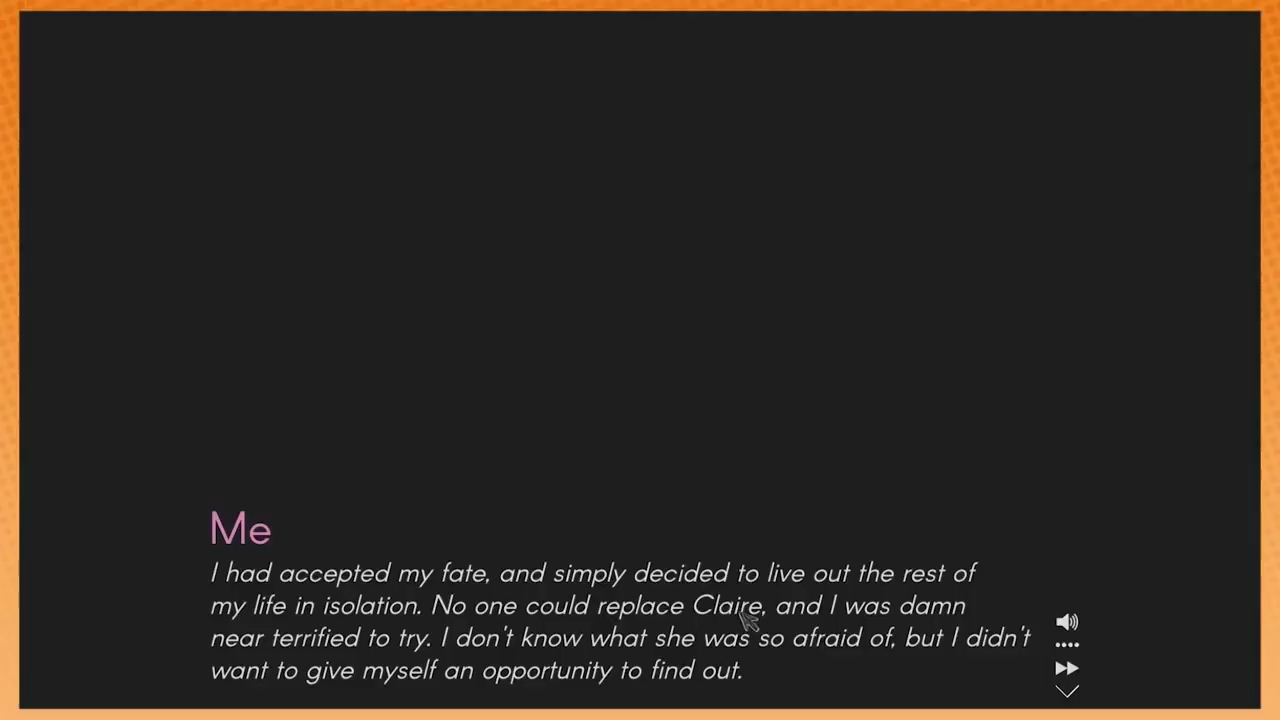 Me
I had accepted my fate, and simply decided to live out the rest of
my life in isolation. No one could replace Claire, and I was damn
near terrified to try. I don't know what she was so afraid of, but I didn't
want to give myself an opportunity to find out.